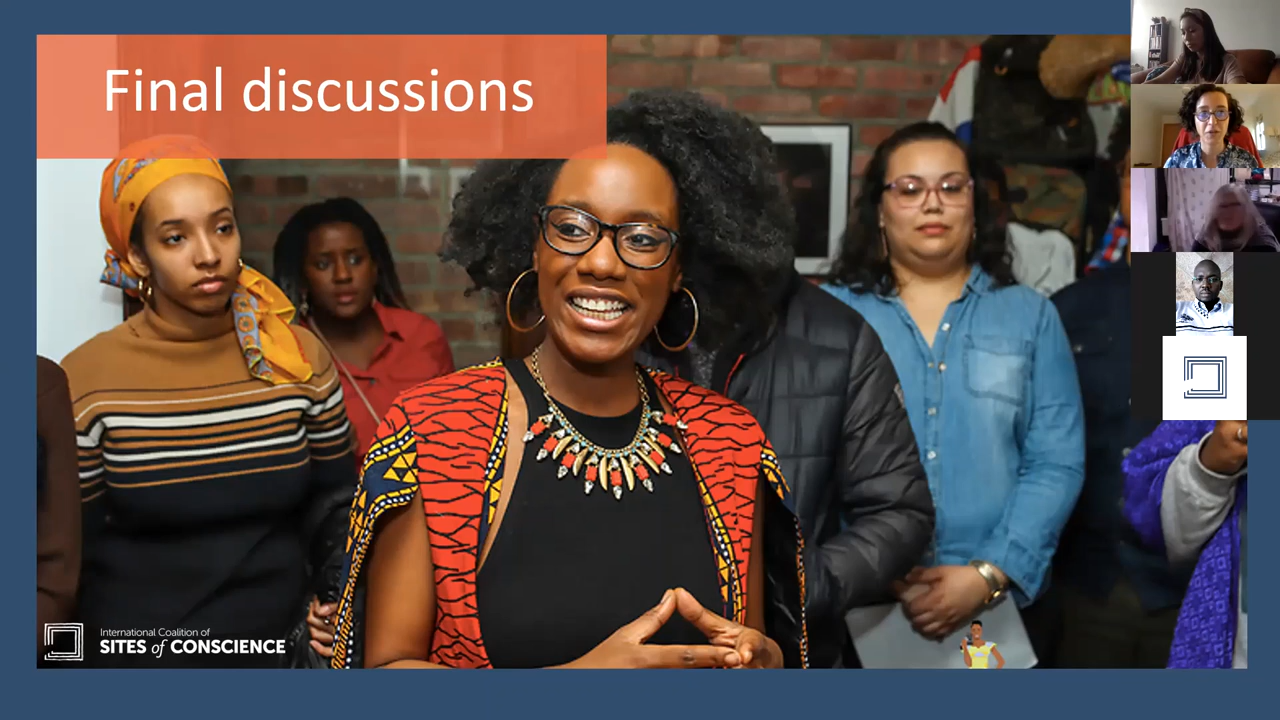 Final discussions
International Coalition of
SITES of CONSCIENCE